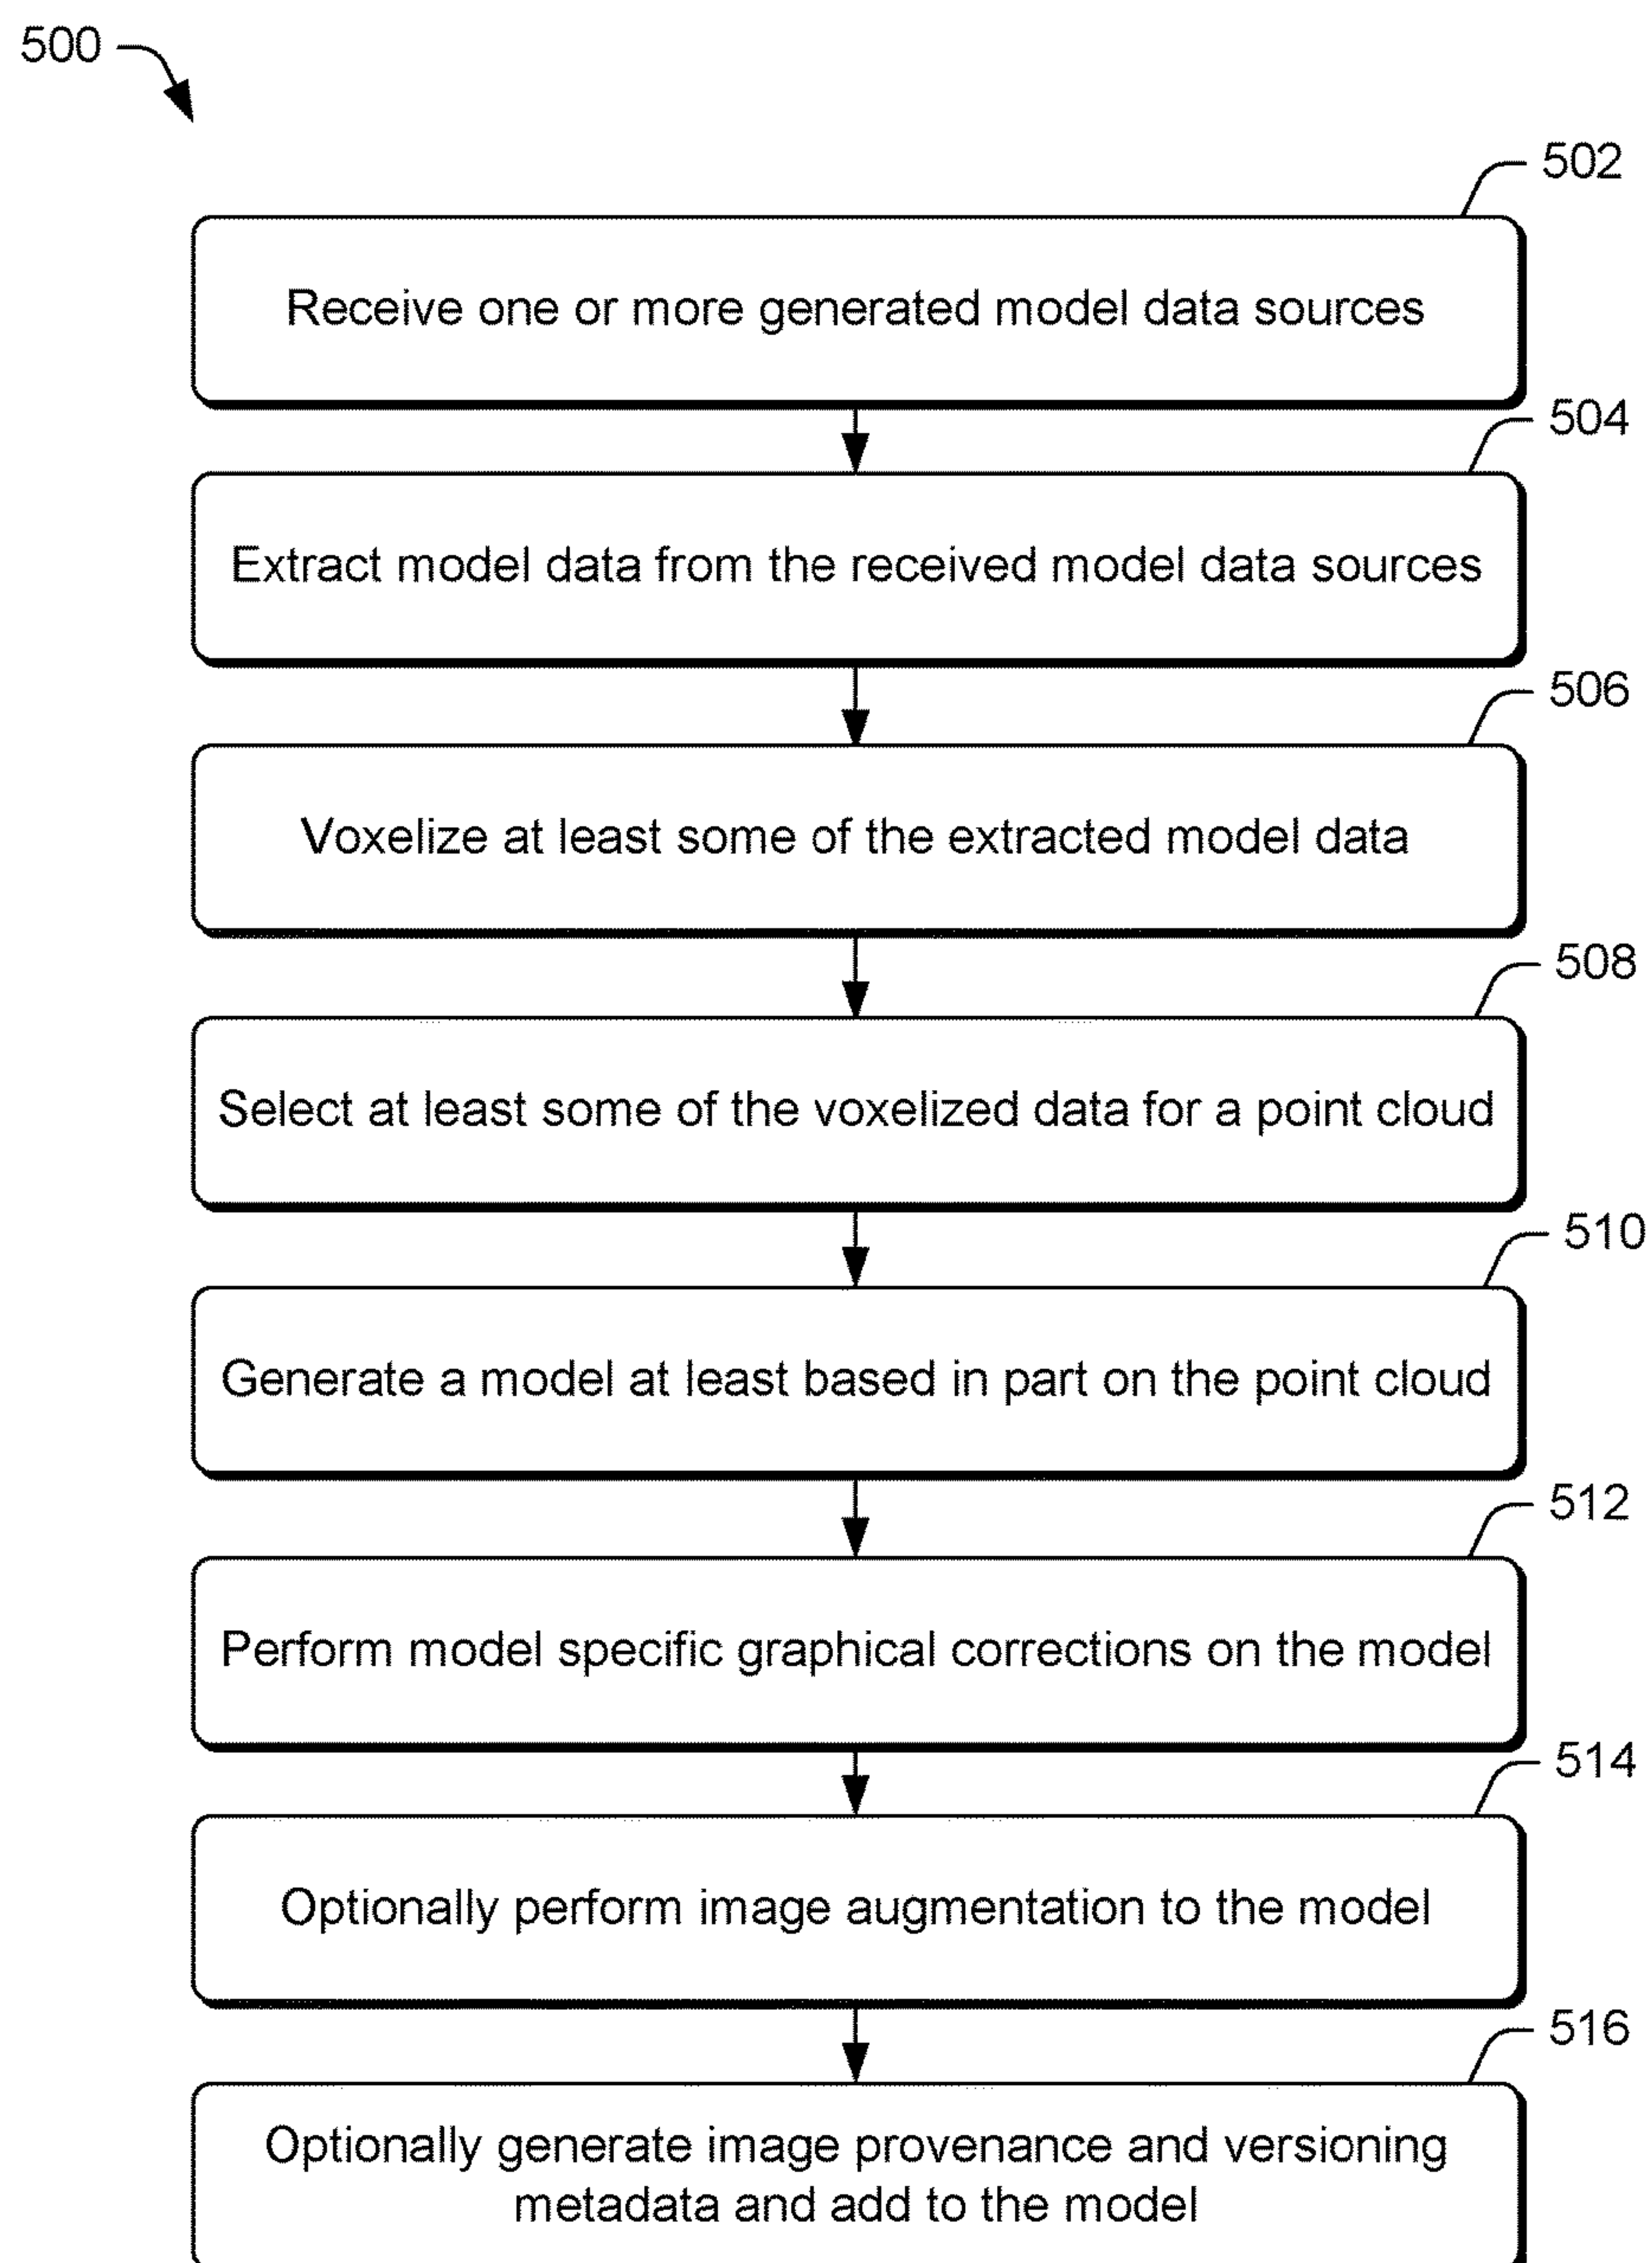 500
502
Receive one or more generated model data sources
504
Extract model data from the received model data sources
506
Voxelize at least some of the extracted model data
508
Select at least some of the voxelized data for a point cloud
510
Generate a model at least based in part on the point cloud
512
Perform model specific graphical corrections on the model
514
Optionally perform image augmentation to the model
516
Optionally generate image provenance and versioning
metadata and add to the model